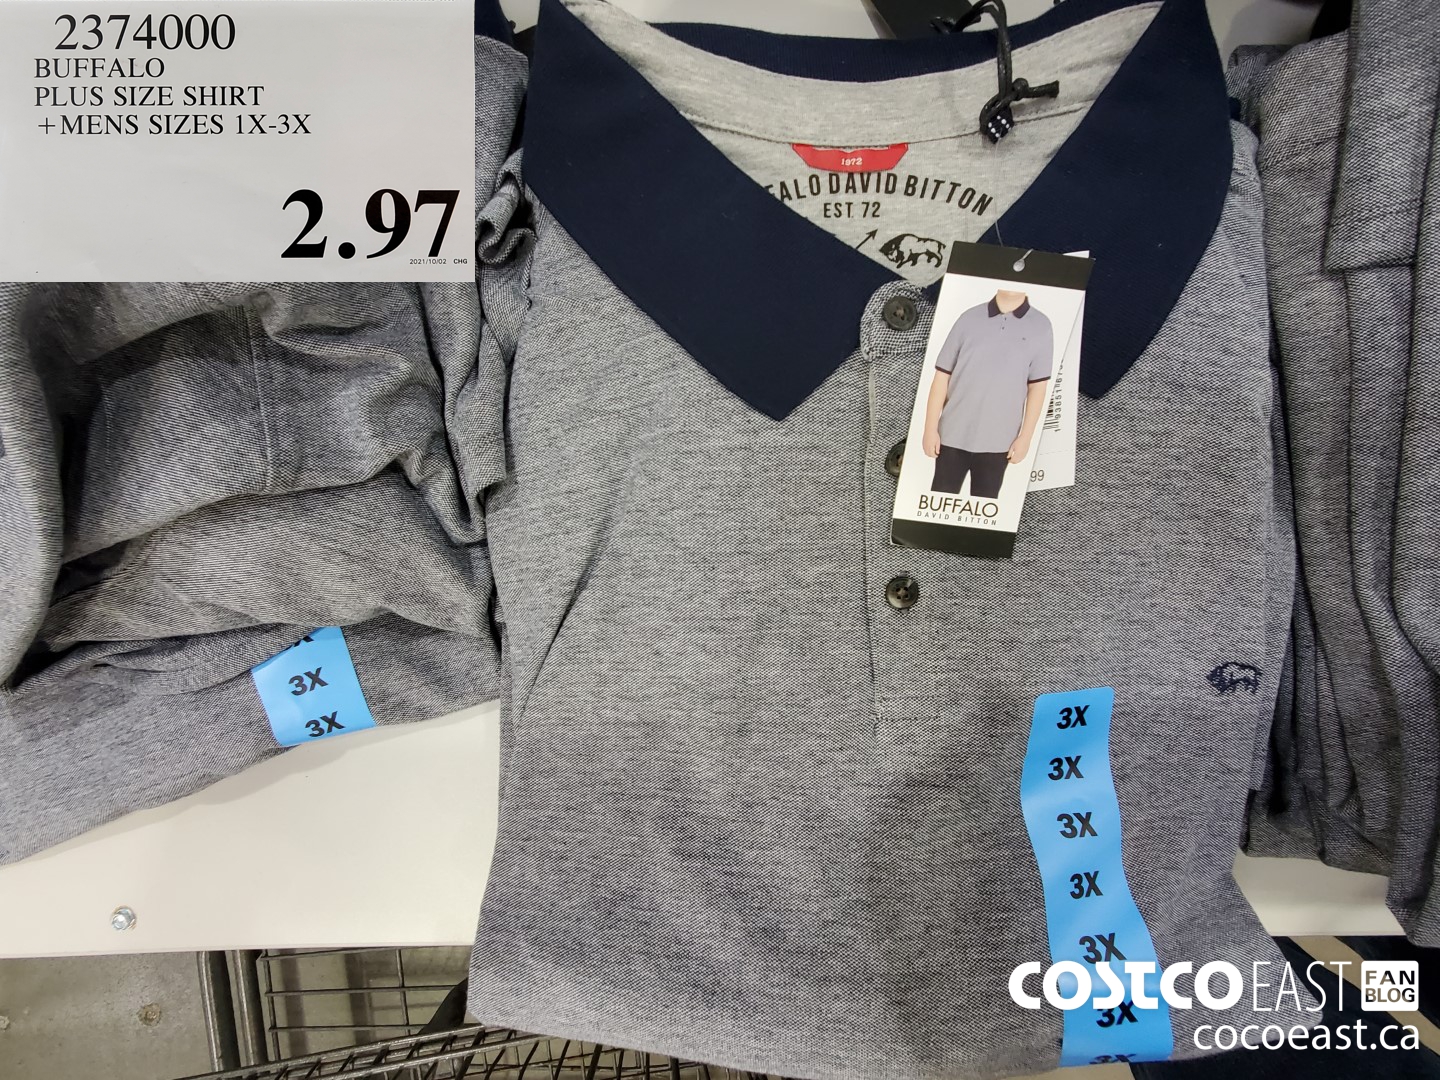 2374000
BUFFALO
PLUS SIZE SHIRT
+MENS SIZES 1X-3X
2.97
2021/10/02 CHG
1972
DAVID BITTON
EST. 72
BUFFALO
DAVID BITTON
99
3X
3X
3X
3X
3X
3X
3X
3X
3X
COSTCO EAST FAN BLOG
cocoeast.ca